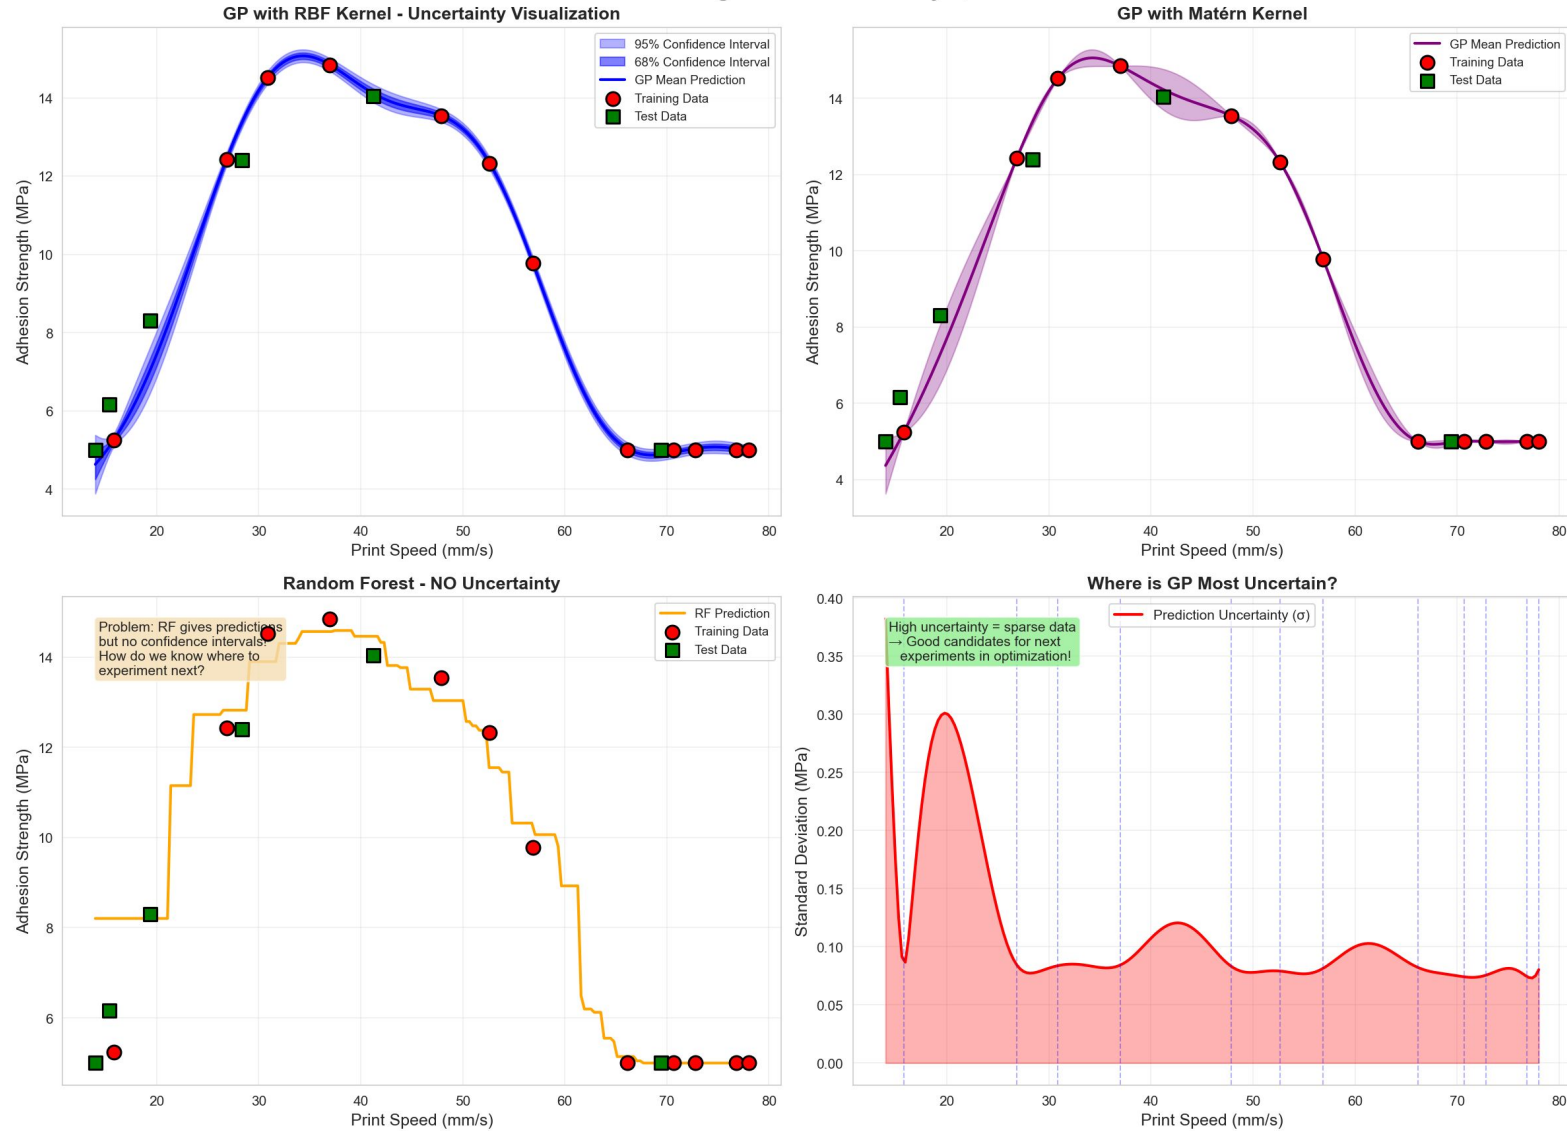 GP with RBF Kernel - Uncertainty Visualization
95% Confidence Interval
68% Confidence Interval
GP Mean Prediction
Training Data
Test Data
Adhesion Strength (MPa)
14
12
10
8
6
4
20
30
40
50
60
70
80
Print Speed (mm/s)
GP with Matérn Kernel
GP Mean Prediction
Training Data
Test Data
Adhesion Strength (MPa)
14
12
10
8
6
4
20
30
40
50
60
70
80
Print Speed (mm/s)
Random Forest - NO Uncertainty
Problem: RF gives predictions
but no confidence intervals!
How do we know where to
experiment next?
RF Prediction
Training Data
Test Data
Adhesion Strength (MPa)
14
12
10
8
6
20
30
40
50
60
70
80
Print Speed (mm/s)
Where is GP Most Uncertain?
High uncertainty = sparse data
→ Good candidates for next
experiments in optimization!
Prediction Uncertainty (σ)
Standard Deviation (MPa)
0.40
0.35
0.30
0.25
0.20
0.15
0.10
0.05
0.00
20
30
40
50
60
70
80
Print Speed (mm/s)